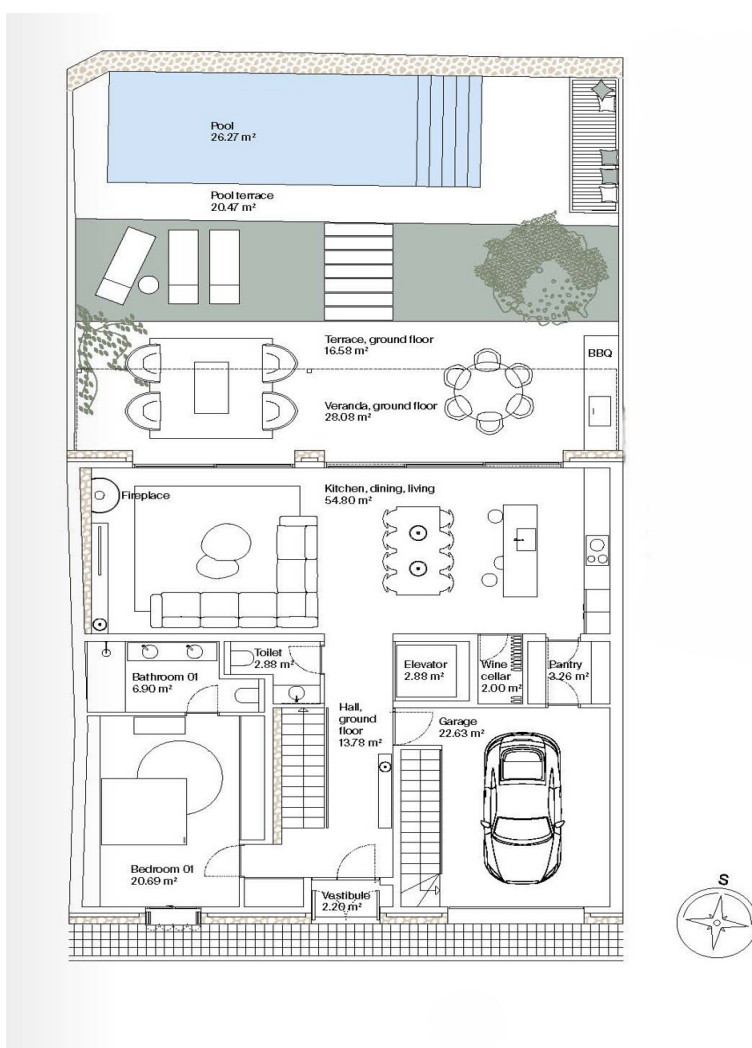 Pool
26.27 m²
Pool terrace
20.47 m²
Terrace, ground floor
16.58 m²
BBQ
Veranda, ground floor
28.08 m²
Kitchen, dining, living
54.80 m²
Fireplace
Toilet
2.88 m²
Bathroom 01
6.90 m²
Elevator
2.88 m²
Wine
cellar
2.00 m²
Pantry
3.26 m²
Hall,
ground
floor
13.78 m²
Garage
22.63 m²
Bedroom 01
20.69 m²
Vestibule
2.20 m²
S